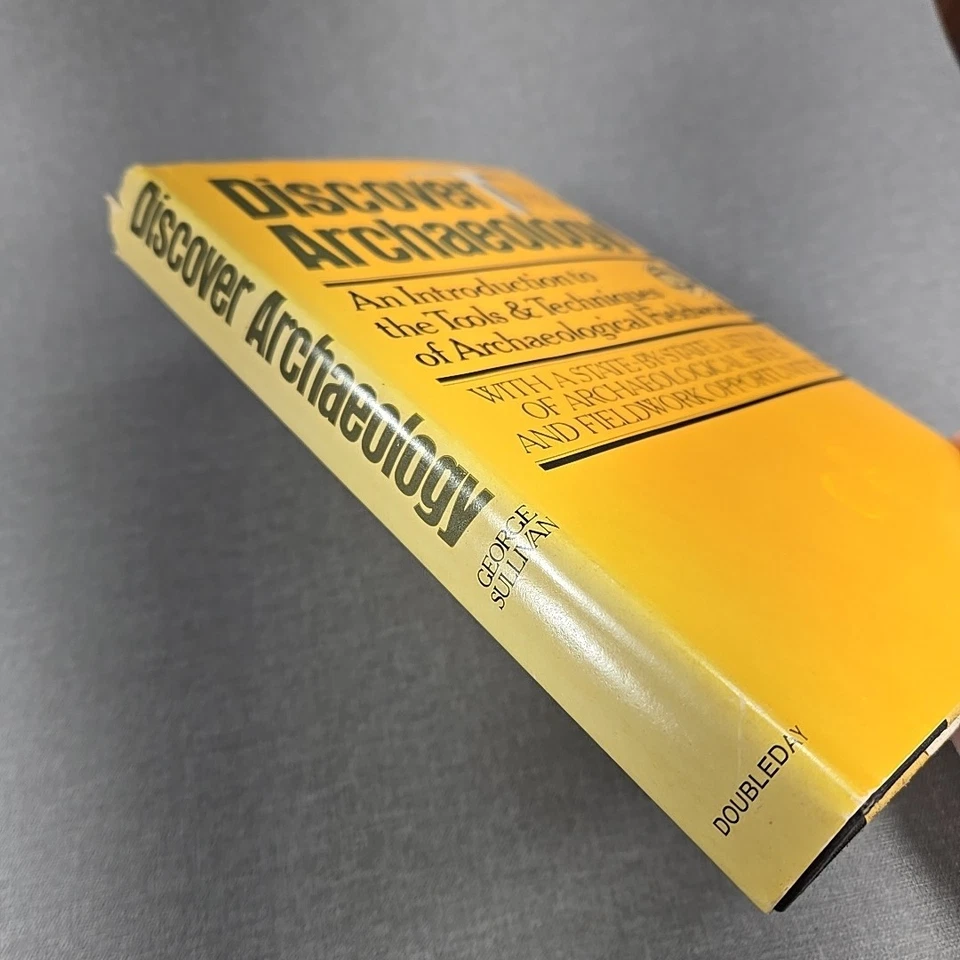 Discover Archaeology
GEORGE
SULLIVAN
DOUBLEDAY
Discover
Archaeology
An Introduction to
the Tools & Techniques
of Archaeological Fieldwork
WITH A STATE-BY-STATE
OF ARCHAEOLOGICAL
AND FIELDWORK